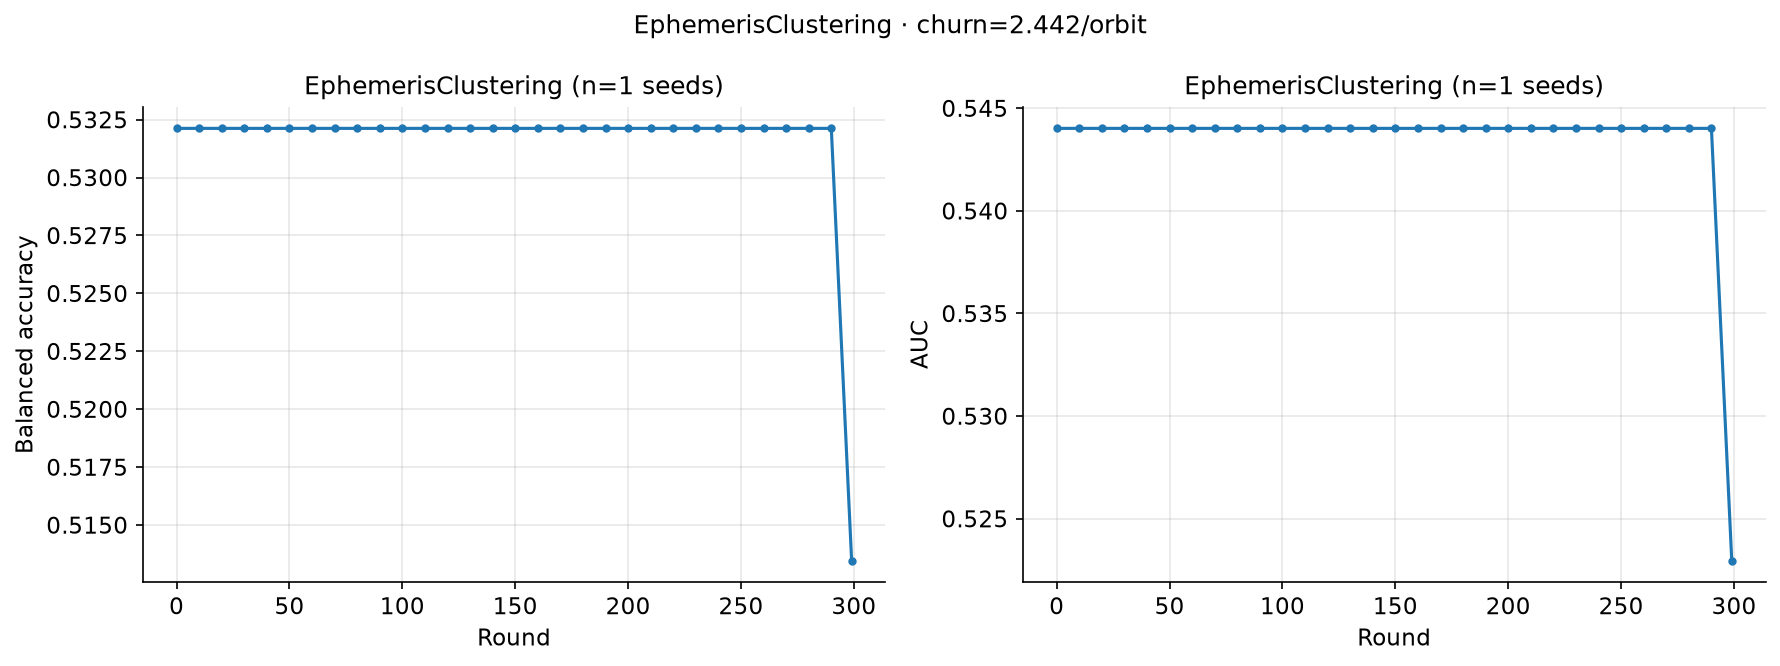 EphemerisClustering · churn=2.442/orbit
EphemerisClustering (n=1 seeds)
Balanced accuracy
0.5325
0.5300
0.5275
0.5250
0.5225
0.5200
0.5175
0.5150
0 50 100 150 200 250 300
Round
EphemerisClustering (n=1 seeds)
AUC
0.545
0.540
0.535
0.530
0.525
0 50 100 150 200 250 300
Round